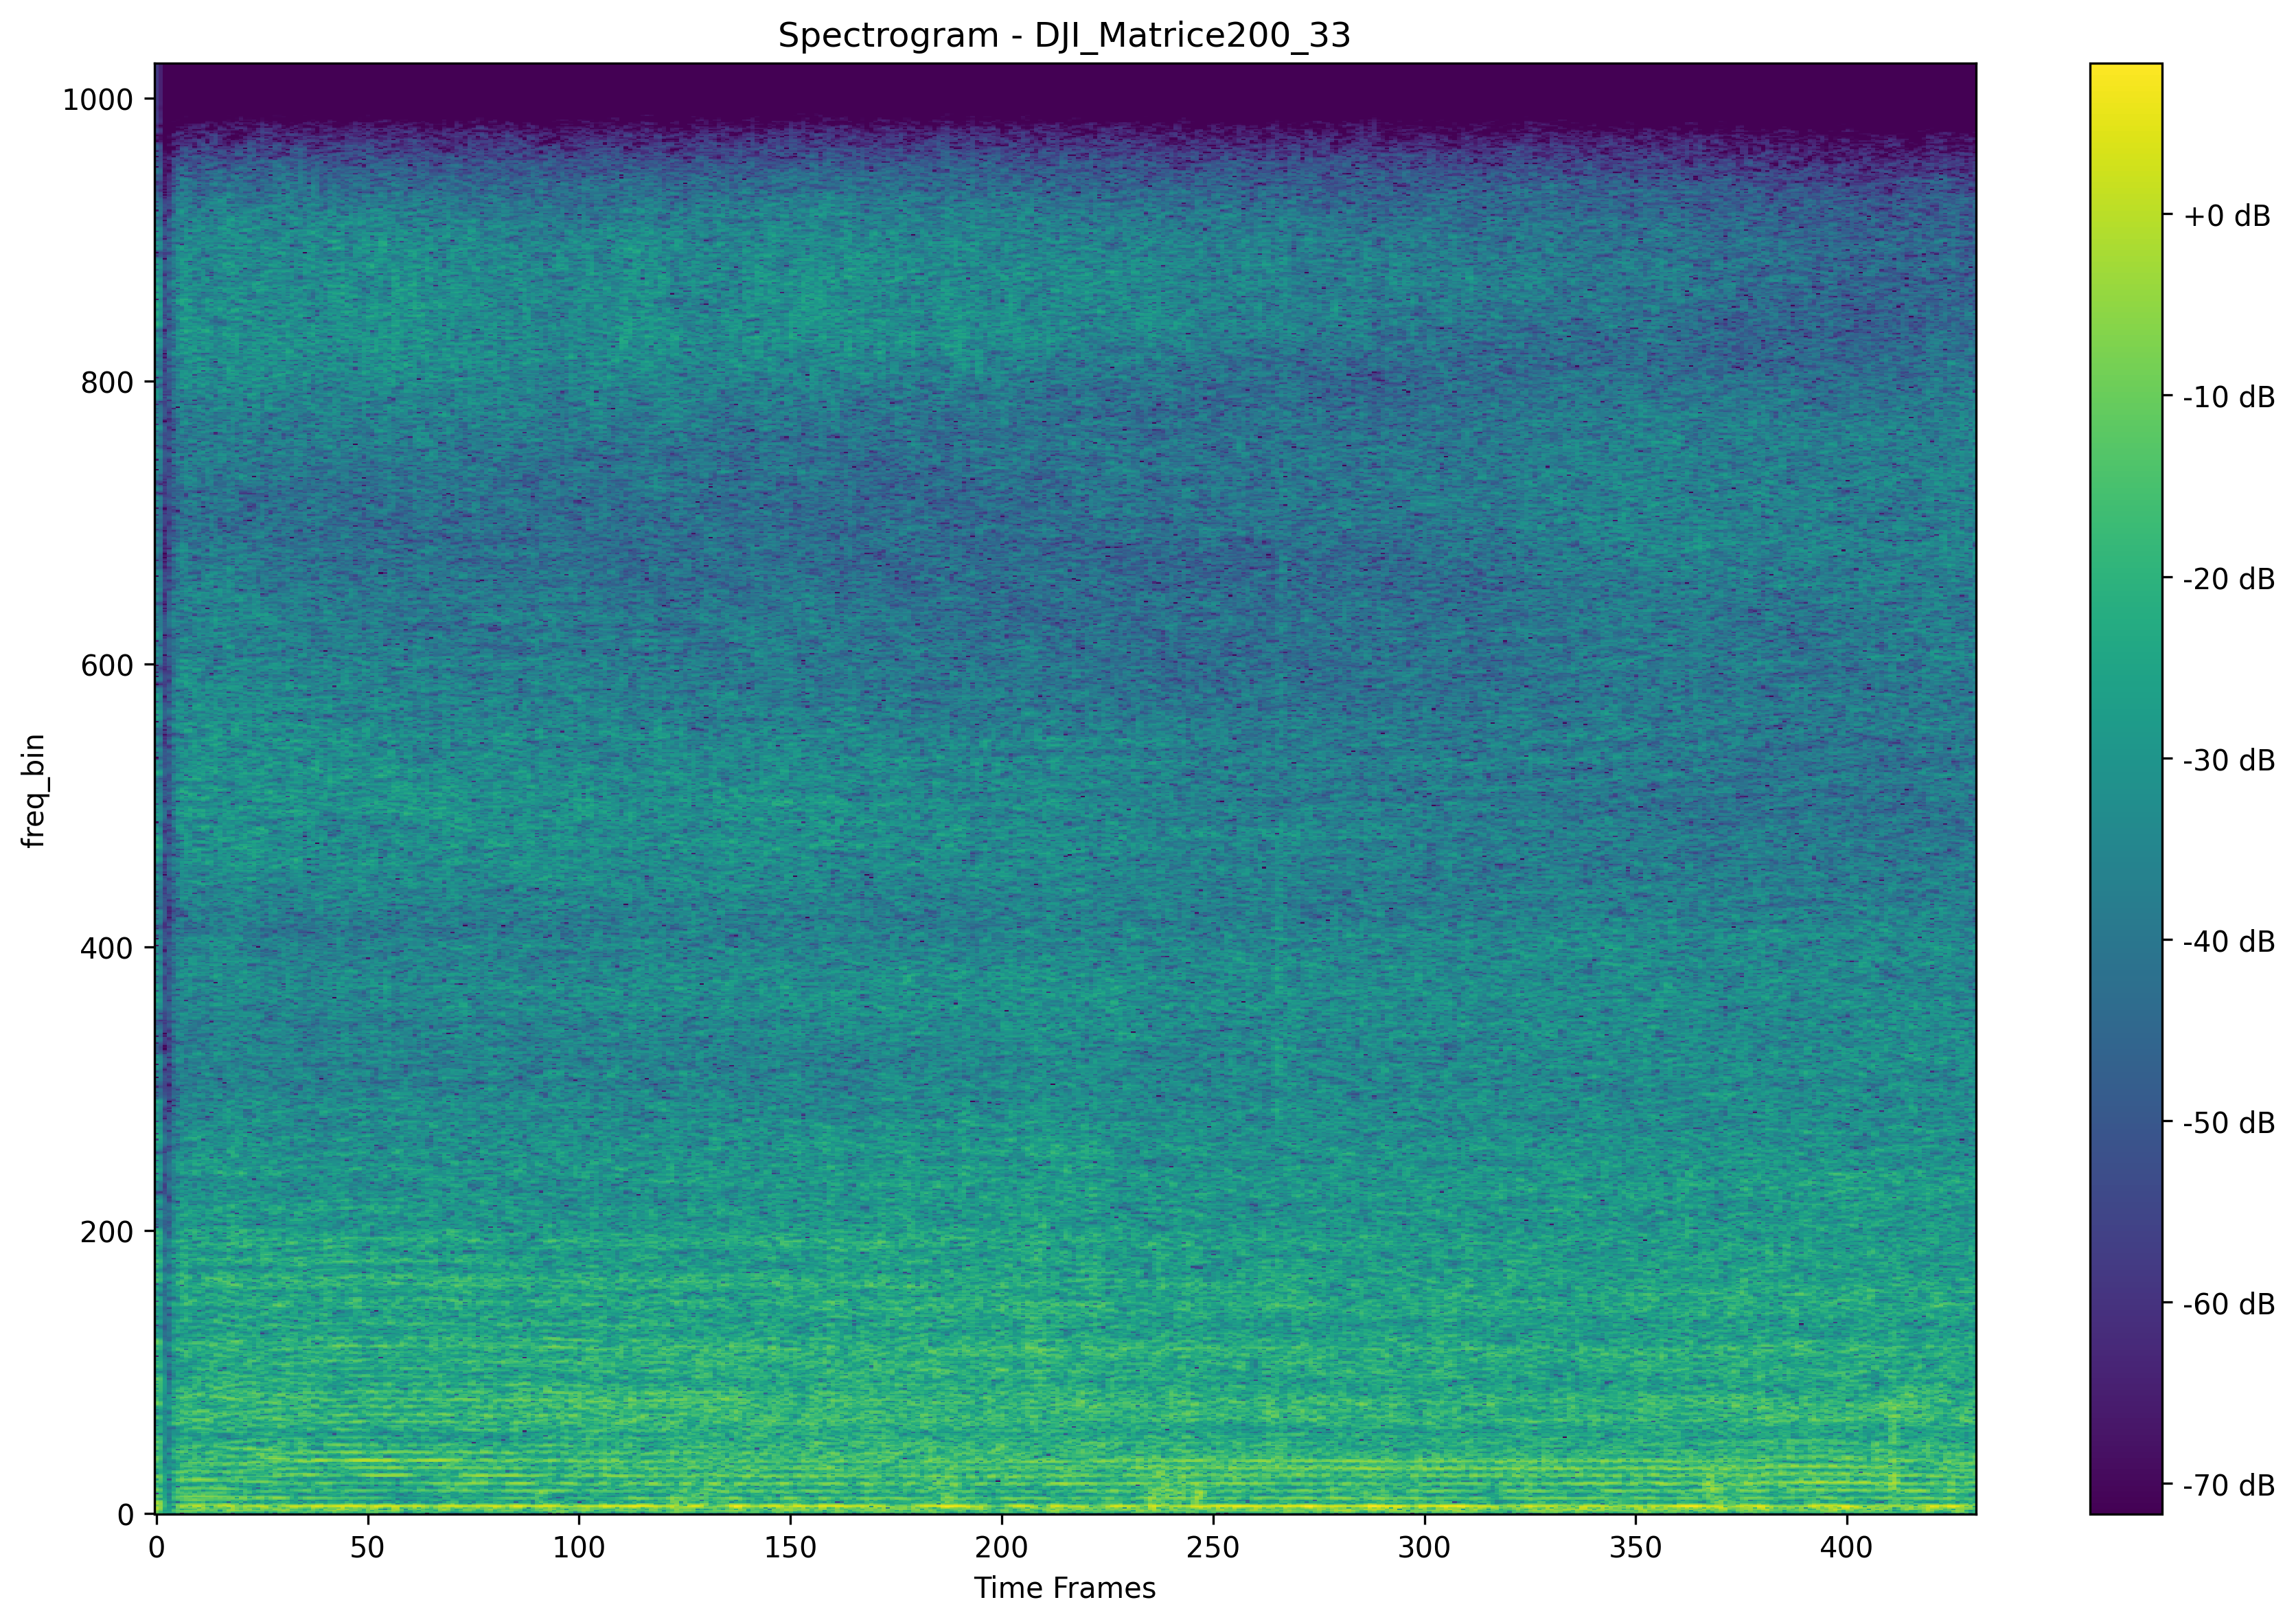 Spectrogram - DJI_Matrice200_33
freq_bin
1000
800
600
400
200
0
0 50 100 150 200 250 300 350 400
Time Frames
+0 dB
-10 dB
-20 dB
-30 dB
-40 dB
-50 dB
-60 dB
-70 dB